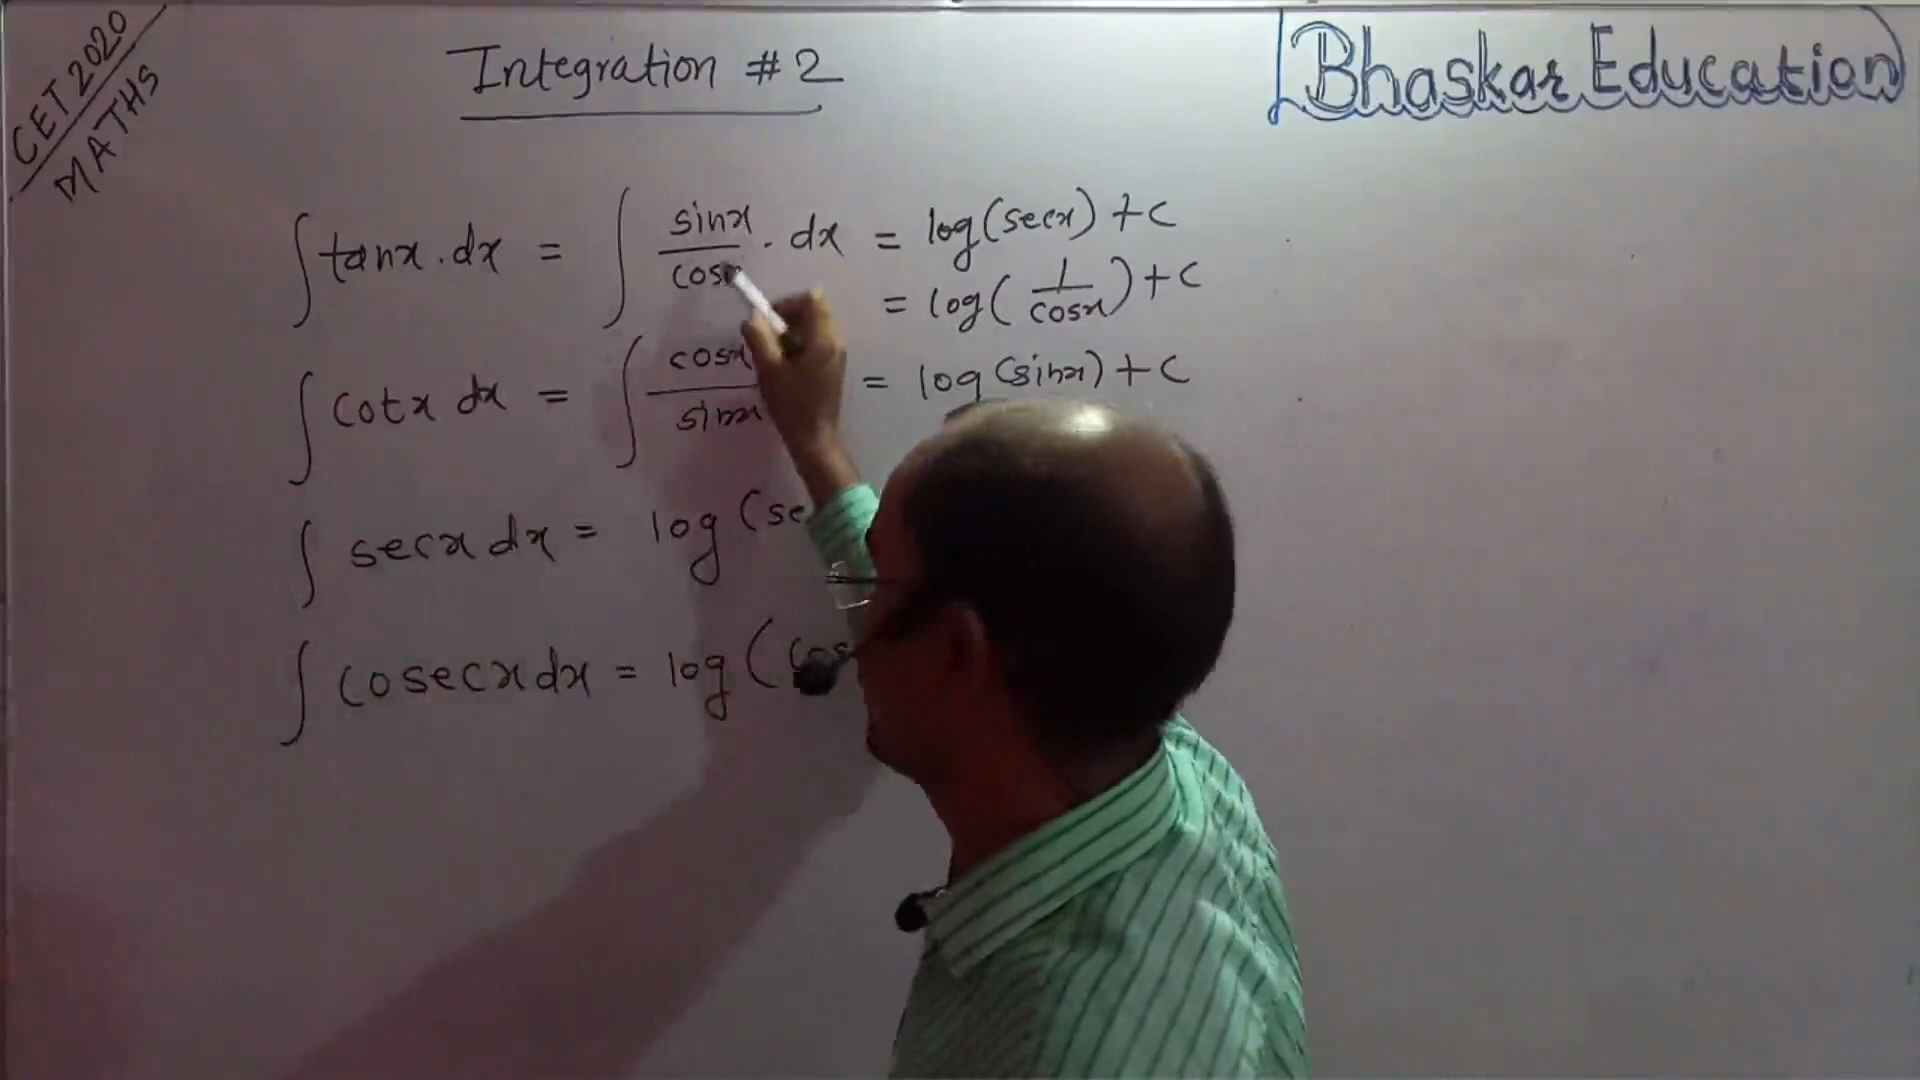 CET 2020
MATHS
Integration #2
Bhaskar Education
∫ tanx . dx = ∫ sinx/cosx . dx = log(secx) + c
= log(1/cosx) + c
∫ cotx dx = ∫ cosx/sinx = log(sinx) + c
∫ secx dx = log(se
∫ cosecx dx = log(cos